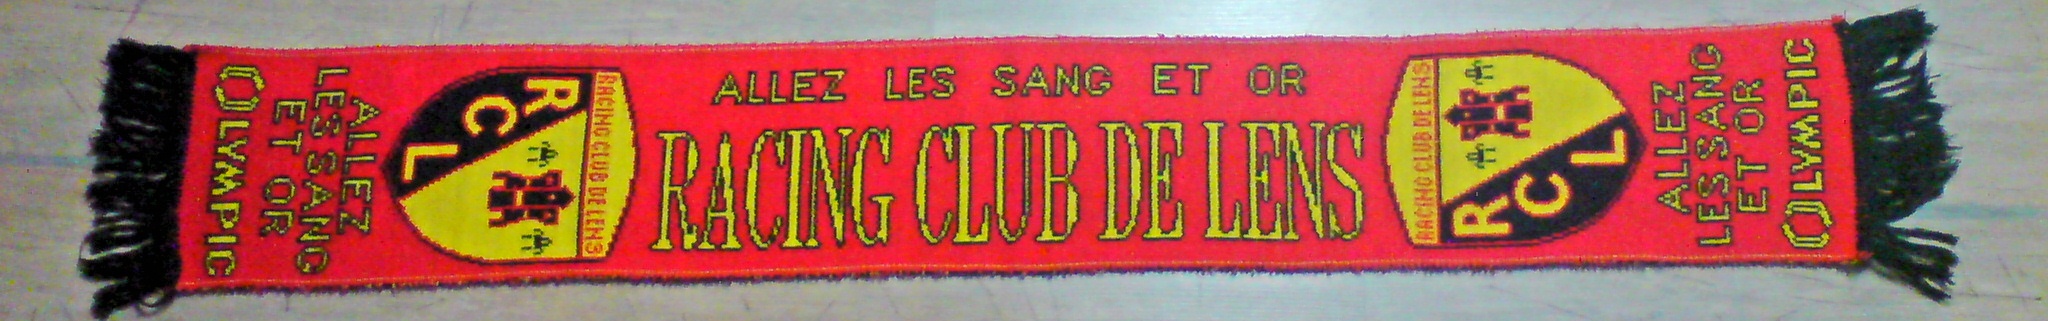 OLYMPIC
ALLEZ
LES SANG
ET OR
RCL
RACING CLUB DE LENS
ALLEZ LES SANG ET OR
RACING CLUB DE LENS
RACING CLUB DE LENS
RCL
ALLEZ
LES SANG
ET OR
OLYMPIC